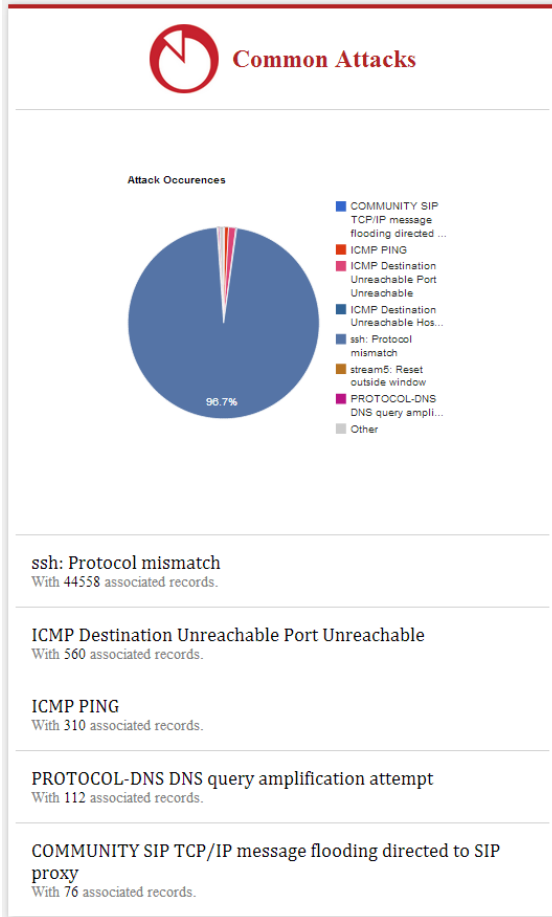 Common Attacks
Attack Occurences
COMMUNITY SIP
TCP/IP message
flooding directed ...
ICMP PING
ICMP Destination
Unreachable Port
Unreachable
ICMP Destination
Unreachable Hos...
ssh: Protocol
mismatch
stream5: Reset
outside window
PROTOCOL-DNS
DNS query ampli...
Other
96.7%
ssh: Protocol mismatch
With 44558 associated records.
ICMP Destination Unreachable Port Unreachable
With 560 associated records.
ICMP PING
With 310 associated records.
PROTOCOL-DNS DNS query amplification attempt
With 112 associated records.
COMMUNITY SIP TCP/IP message flooding directed to SIP
proxy
With 76 associated records.